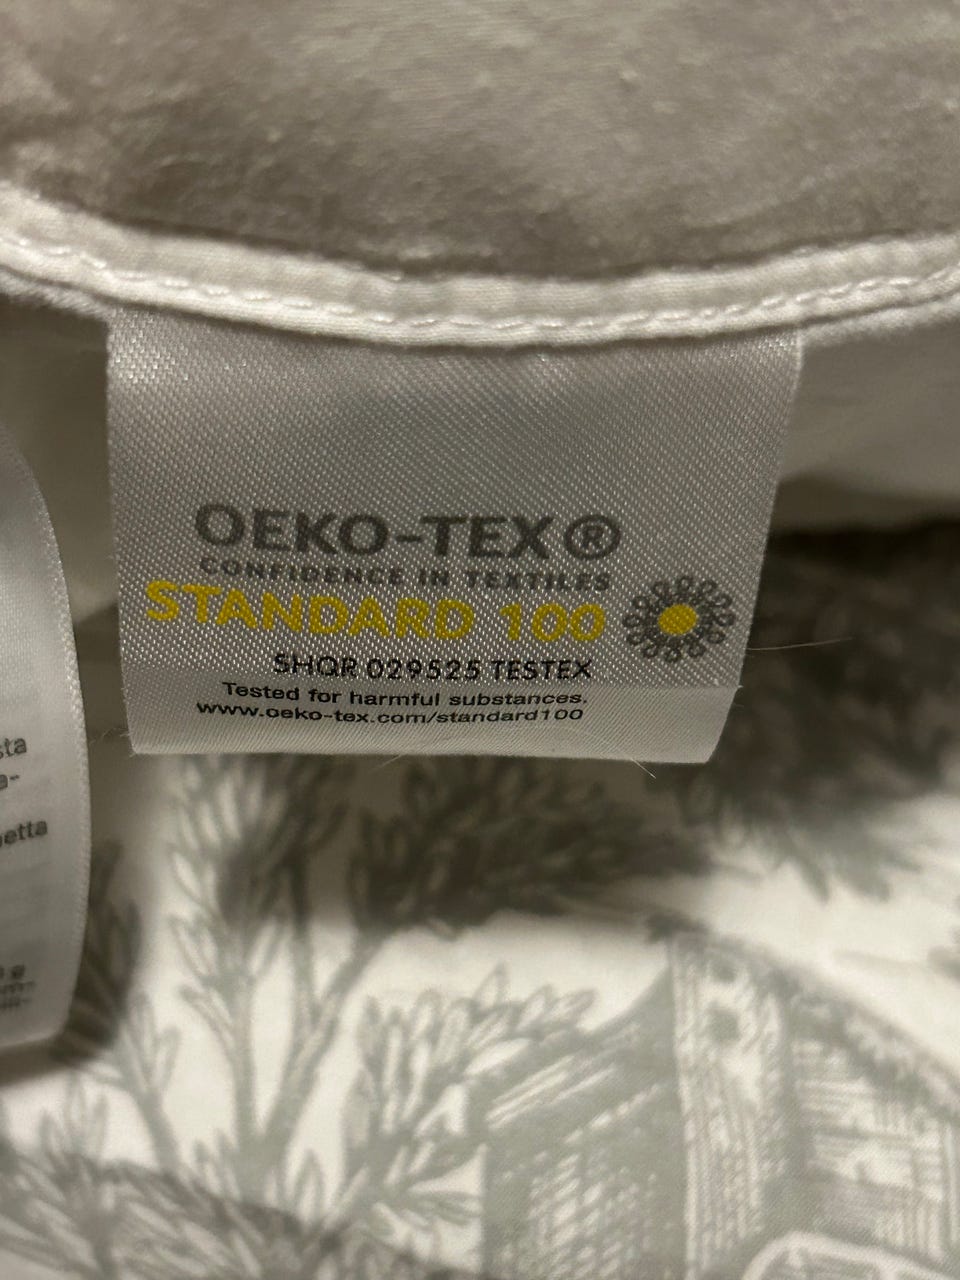 OEKO-TEX®
CONFIDENCE IN TEXTILES
STANDARD 100
SHQR 029525 TESTEX
Tested for harmful substances.
www.oeko-tex.com/standard100